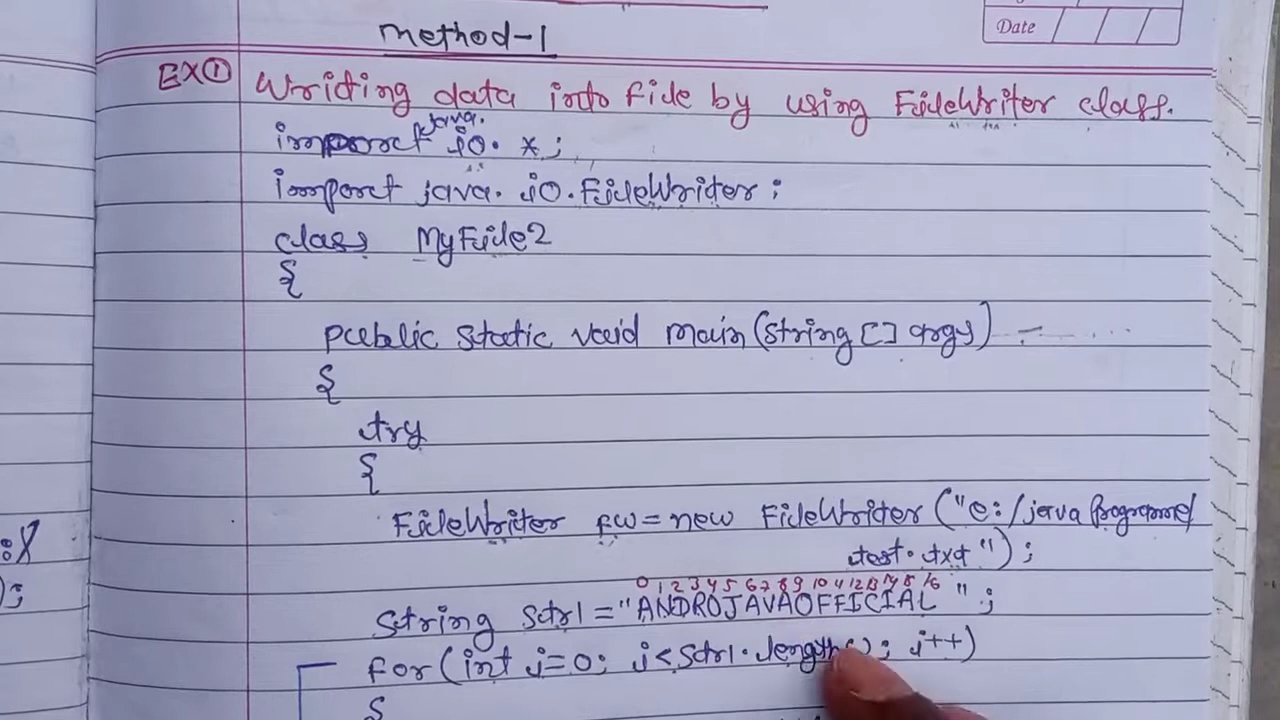 Method-1
Date
EX① Writing data into file by using FileWriter class.
import java.io.*;
import java.io.FileWriter;
class MyFile2
{
public static void main(String[] args)
{
try
{
FileWriter fw=new FileWriter("e:/java Programme/
test.txt");
0 1 2 3 4 5 6 7 8 9 10 11 12 13 14 15 16
String str1="ANDROJAVAOFFICIAL";
for(int i=0; i<str1.length(); i++)
{